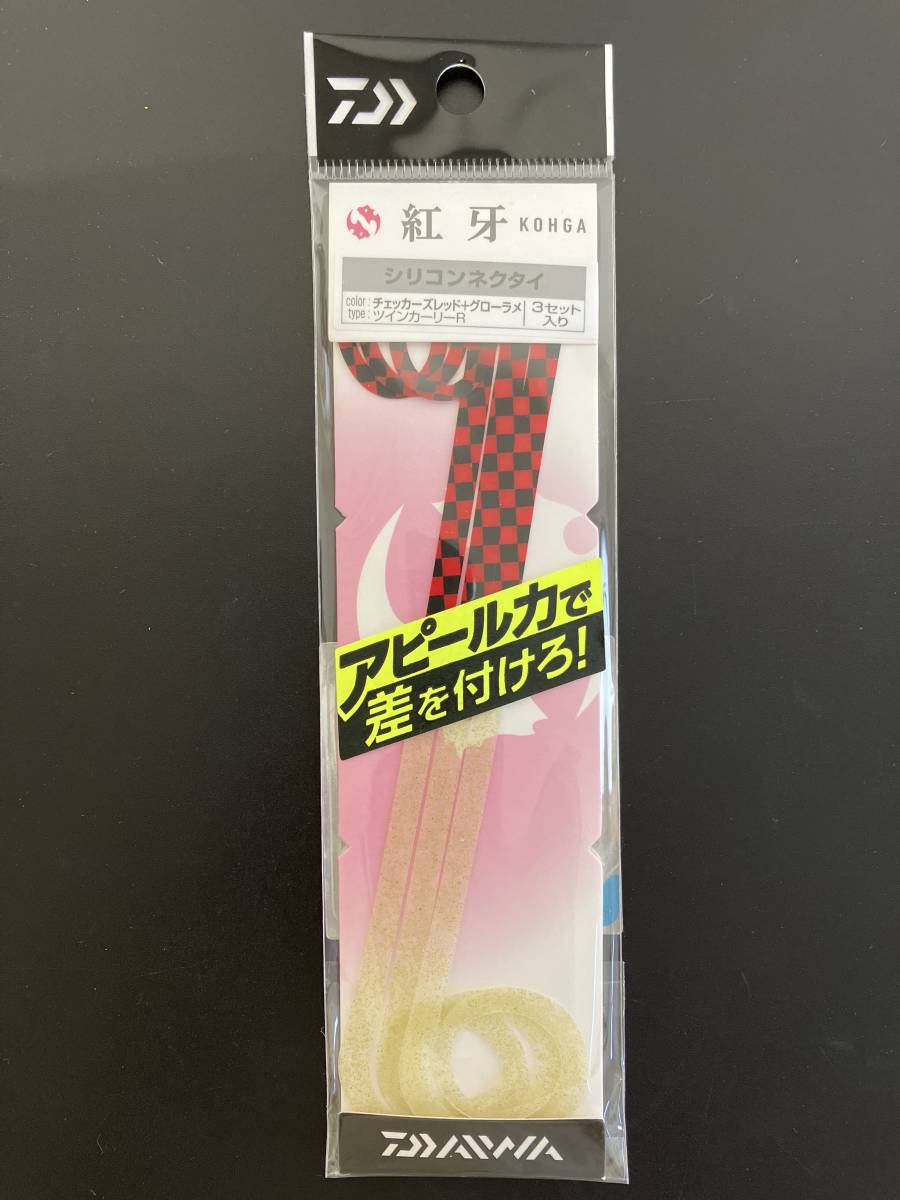 紅牙 KOHGA
シリコンネクタイ
color: チェッカーズレッド+グローラメ
type: ツインカーリーR
3セット
入り
アピール力で
差を付けろ!
DAIWA